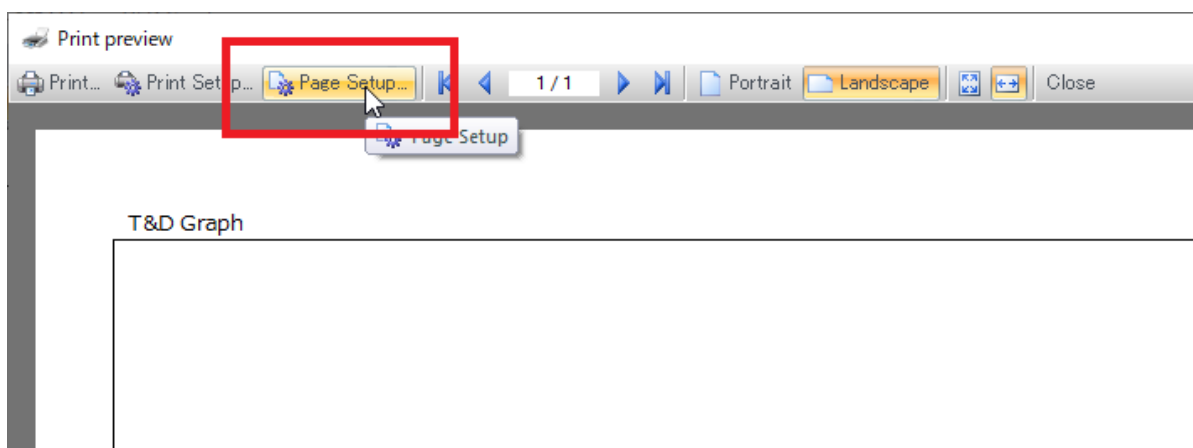 Print preview
Print... Print Setup... Page Setup... 1 / 1 Portrait Landscape Close
Page Setup
T&D Graph